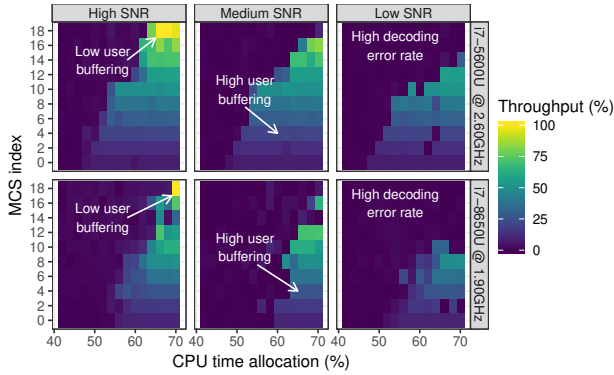 High SNR
Medium SNR
Low SNR
18
16
14
12
10
8
6
4
2
0
Low user
buffering
High user
buffering
High decoding
error rate
i7−5600U @ 2.60GHz
MCS index
18
16
14
12
10
8
6
4
2
0
Low user
buffering
High user
buffering
High decoding
error rate
i7−8650U @ 1.90GHz
40 50 60 70
40 50 60 70
40 50 60 70
CPU time allocation (%)
Throughput (%)
100
75
50
25
0